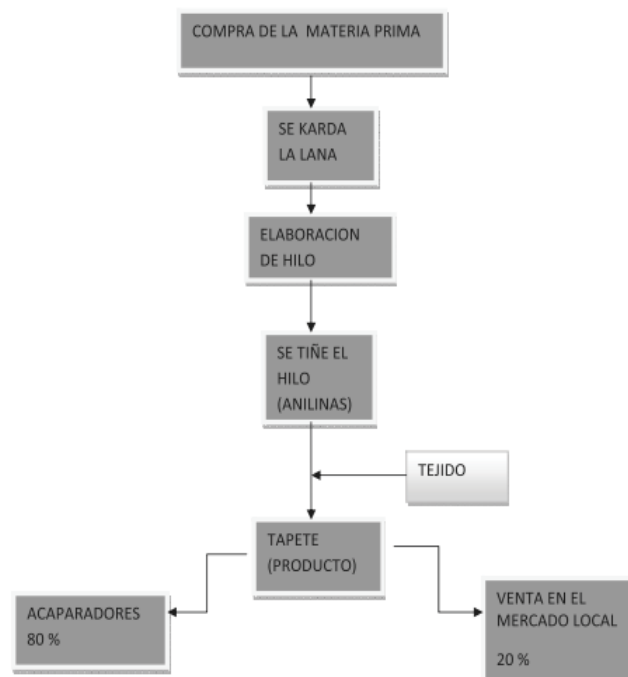 COMPRA DE LA MATERIA PRIMA
SE KARDA
LA LANA
ELABORACION
DE HILO
SE TIÑE EL
HILO
(ANILINAS)
TEJIDO
TAPETE
(PRODUCTO)
ACAPARADORES
80 %
VENTA EN EL
MERCADO LOCAL
20 %